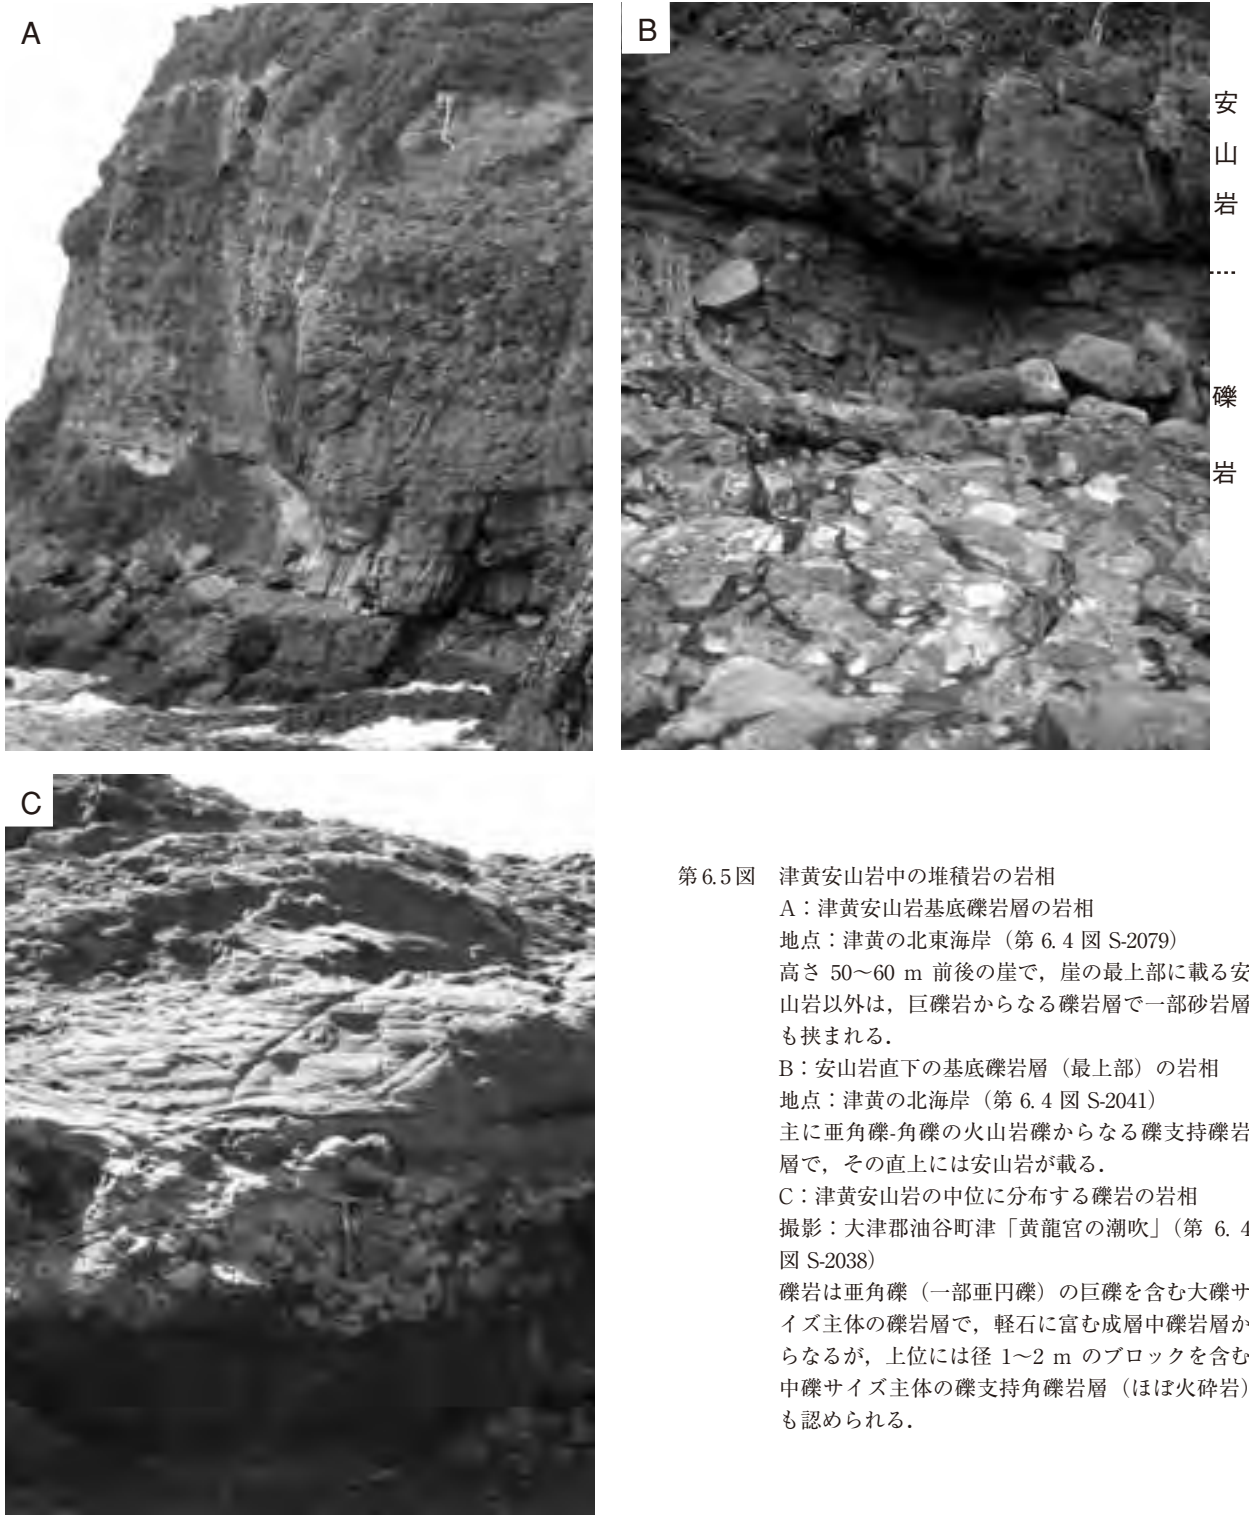 A
B
安
山
岩
礫
岩
C
第6.5図 津黄安山岩中の堆積岩の岩相
A：津黄安山岩基底礫岩層の岩相
地点：津黄の北東海岸（第 6. 4 図 S-2079）
高さ 50～60 m 前後の崖で，崖の最上部に載る安
山岩以外は，巨礫岩からなる礫岩層で一部砂岩層
も挟まれる．
B：安山岩直下の基底礫岩層（最上部）の岩相
地点：津黄の北海岸（第 6. 4 図 S-2041）
主に亜角礫-角礫の火山岩礫からなる礫支持礫岩
層で，その直上には安山岩が載る．
C：津黄安山岩の中位に分布する礫岩の岩相
撮影：大津郡油谷町津「黄龍宮の潮吹」（第 6. 4
図 S-2038）
礫岩は亜角礫（一部亜円礫）の巨礫を含む大礫サ
イズ主体の礫岩層で，軽石に富む成層中礫岩層か
らなるが，上位には径 1～2 m のブロックを含む
中礫サイズ主体の礫支持角礫岩層（ほぼ火砕岩）
も認められる．